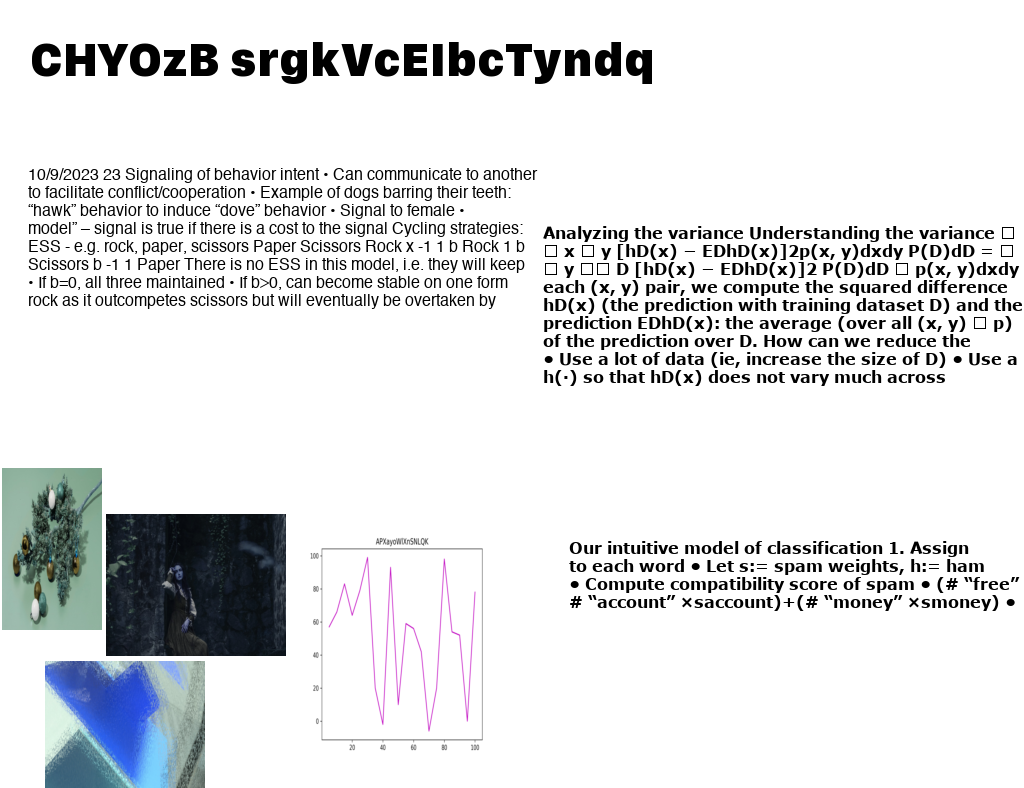 CHYOzB srgkVcEIbcTyndq
10/9/2023 23 Signaling of behavior intent • Can communicate to another
to facilitate conflict/cooperation • Example of dogs barring their teeth:
“hawk” behavior to induce “dove” behavior • Signal to female •
model” – signal is true if there is a cost to the signal Cycling strategies:
ESS - e.g. rock, paper, scissors Paper Scissors Rock x -1 1 b Rock 1 b
Scissors b -1 1 Paper There is no ESS in this model, i.e. they will keep
• If b=0, all three maintained • If b>0, can become stable on one form
rock as it outcompetes scissors but will eventually be overtaken by
Analyzing the variance Understanding the variance □
□ x □ y [hD(x) − EDhD(x)]2p(x, y)dxdy P(D)dD = □
□ y □□ D [hD(x) − EDhD(x)]2 P(D)dD □ p(x, y)dxdy
each (x, y) pair, we compute the squared difference
hD(x) (the prediction with training dataset D) and the
prediction EDhD(x): the average (over all (x, y) □ p)
of the prediction over D. How can we reduce the
● Use a lot of data (ie, increase the size of D) ● Use a
h(·) so that hD(x) does not vary much across
APXayoWlXnSNLQK
100
80
60
40
20
0
20 40 60 80 100
Our intuitive model of classification 1. Assign
to each word ● Let s:= spam weights, h:= ham
● Compute compatibility score of spam ● (# “free”
# “account” ×saccount)+(# “money” ×smoney) ●